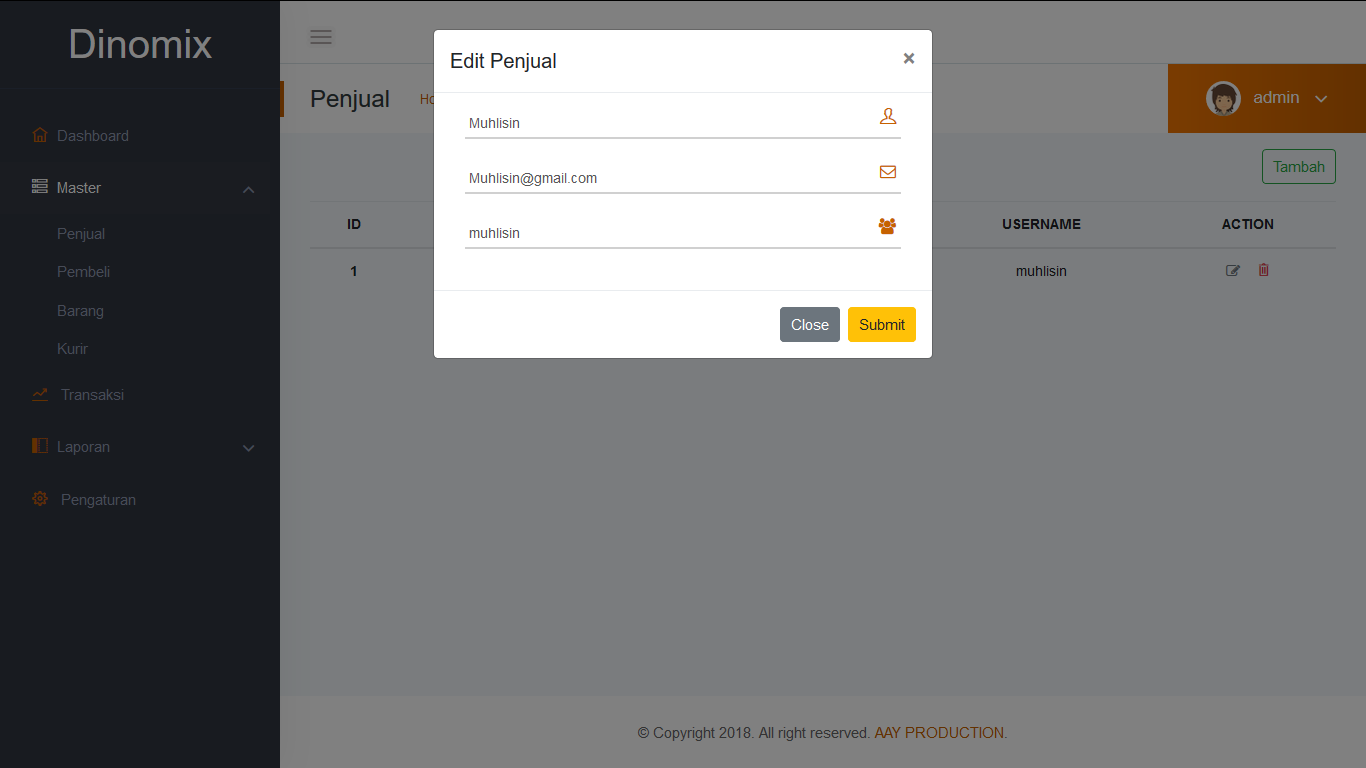 Dinomix
Dashboard
Master
Penjual
Pembeli
Barang
Kurir
Transaksi
Laporan
Pengaturan
Penjual
admin
Tambah
ID USERNAME ACTION
1 muhlisin
Edit Penjual ×
Muhlisin
Muhlisin@gmail.com
muhlisin
Close Submit
© Copyright 2018. All right reserved. AAY PRODUCTION.